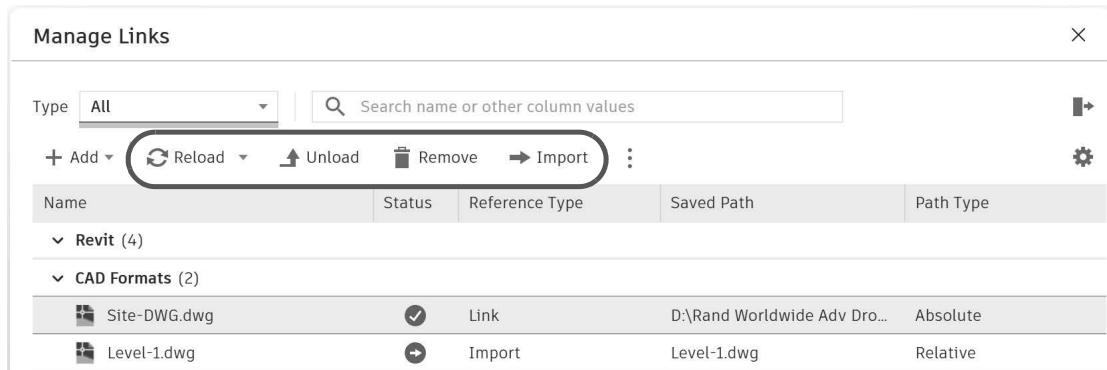 Manage Links
Type All Search name or other column values
Add Reload Unload Remove Import
Name Status Reference Type Saved Path Path Type
Revit (4)
CAD Formats (2)
Site-DWG.dwg Link D:\Rand Worldwide Adv Dro... Absolute
Level-1.dwg Import Level-1.dwg Relative